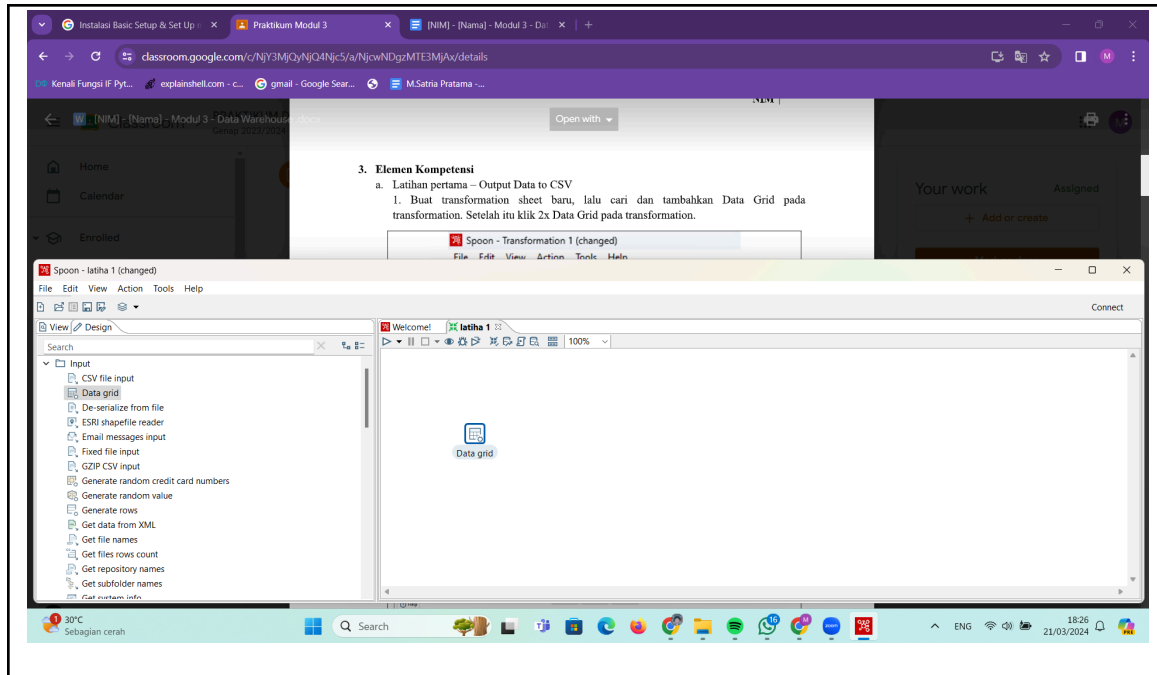 Instalasi Basic Setup & Set Up
Praktikum Modul 3
[NIM] - [Nama] - Modul 3 - Dat
classroom.google.com/c/NjY3MjQyNjQ4Njc5/a/NjcwNDgzMTE3MjAx/details
Kenali Fungsi IF Pyt...
explainshell.com - c...
gmail - Google Sear...
M.Satria Pratama -...
M
NIM |
[NIM] - [Nama] - Modul 3 - Data Warehouse
Genap 2023/202
Open with
Home
Calendar
Enrolled
Your work
Assigned
+ Add or create
3. Elemen Kompetensi
a. Latihan pertama – Output Data to CSV
1. Buat transformation sheet baru, lalu cari dan tambahkan Data Grid pada
transformation. Setelah itu klik 2x Data Grid pada transformation.
Spoon - Transformation 1 (changed)
File Edit View Action Tools Help
Spoon - latiha 1 (changed)
File Edit View Action Tools Help
Connect
View
Design
Welcome!
latiha 1
Search
100%
Input
CSV file input
Data grid
De-serialize from file
ESRI shapefile reader
Email messages input
Fixed file input
GZIP CSV input
Generate random credit card numbers
Generate random value
Generate rows
Get data from XML
Get file names
Get files rows count
Get repository names
Get subfolder names
Get system info
Data grid
30°C
Sebagian cerah
Search
ENG
18:26
21/03/2024